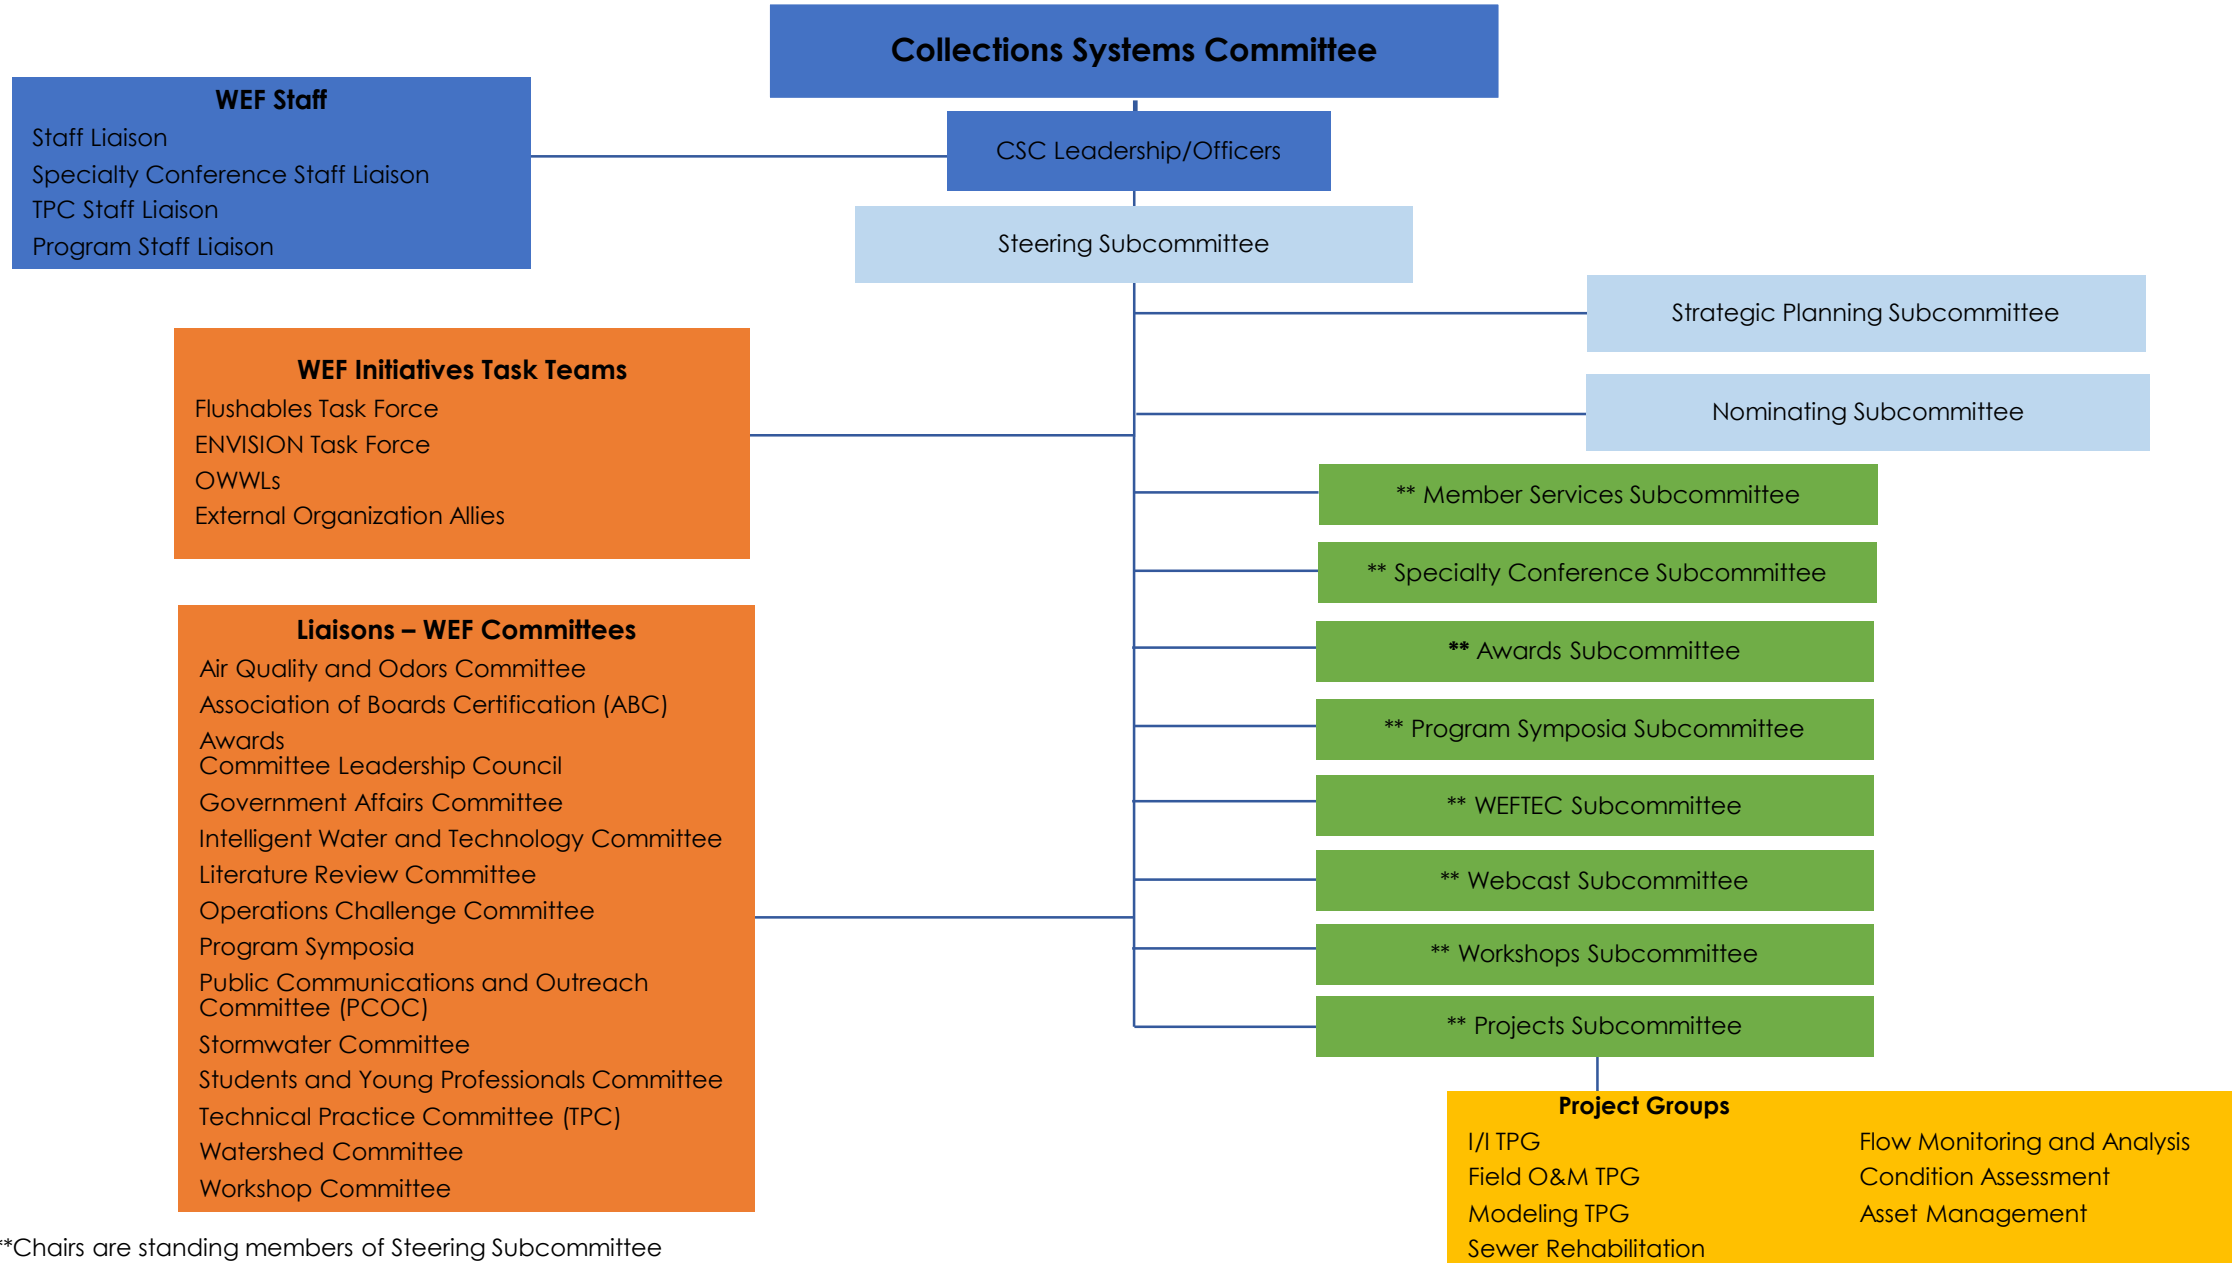 Collections Systems Committee
WEF Staff
Staff Liaison
Specialty Conference Staff Liaison
TPC Staff Liaison
Program Staff Liaison
CSC Leadership/Officers
Steering Subcommittee
Strategic Planning Subcommittee
Nominating Subcommittee
WEF Initiatives Task Teams
Flushables Task Force
ENVISION Task Force
OWWLs
External Organization Allies
** Member Services Subcommittee
** Specialty Conference Subcommittee
** Awards Subcommittee
** Program Symposia Subcommittee
** WEFTEC Subcommittee
** Webcast Subcommittee
** Workshops Subcommittee
** Projects Subcommittee
Liaisons – WEF Committees
Air Quality and Odors Committee
Association of Boards Certification (ABC)
Awards
Committee Leadership Council
Government Affairs Committee
Intelligent Water and Technology Committee
Literature Review Committee
Operations Challenge Committee
Program Symposia
Public Communications and Outreach
Committee (PCOC)
Stormwater Committee
Students and Young Professionals Committee
Technical Practice Committee (TPC)
Watershed Committee
Workshop Committee
Project Groups
I/I TPG
Field O&M TPG
Modeling TPG
Sewer Rehabilitation
Flow Monitoring and Analysis
Condition Assessment
Asset Management
**Chairs are standing members of Steering Subcommittee